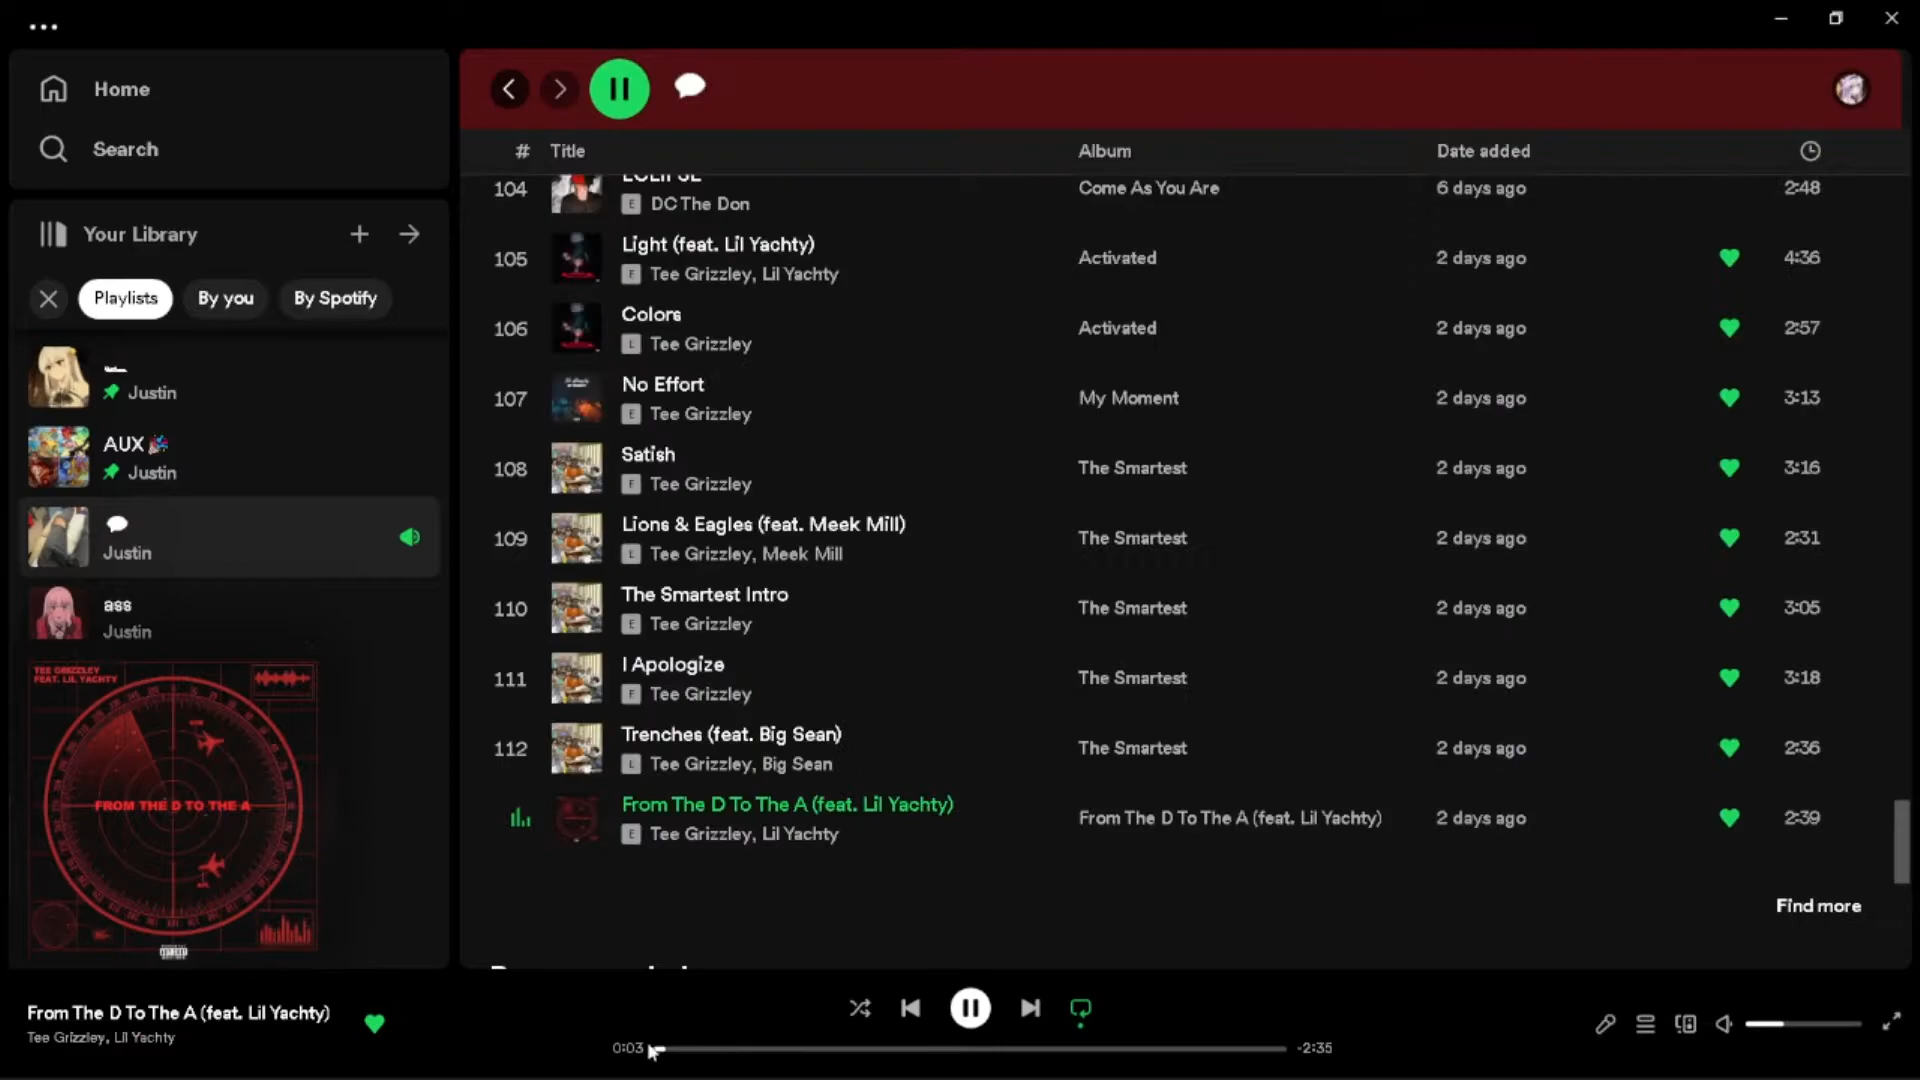 Home
Search
Your Library
Playlists
By you
By Spotify
Justin
AUX
Justin
Justin
ass
Justin
TEE GRIZZLEY
FEAT. LIL YACHTY
FROM THE D TO THE A
# Title Album Date added
104 DC The Don Come As You Are 6 days ago 2:48
Light (feat. Lil Yachty)
105 E Tee Grizzley, Lil Yachty Activated 2 days ago 4:36
Colors
106 E Tee Grizzley Activated 2 days ago 2:57
No Effort
107 E Tee Grizzley My Moment 2 days ago 3:13
Satish
108 E Tee Grizzley The Smartest 2 days ago 3:16
Lions & Eagles (feat. Meek Mill)
109 E Tee Grizzley, Meek Mill The Smartest 2 days ago 2:31
The Smartest Intro
110 E Tee Grizzley The Smartest 2 days ago 3:05
I Apologize
111 E Tee Grizzley The Smartest 2 days ago 3:18
Trenches (feat. Big Sean)
112 E Tee Grizzley, Big Sean The Smartest 2 days ago 2:36
From The D To The A (feat. Lil Yachty)
E Tee Grizzley, Lil Yachty From The D To The A (feat. Lil Yachty) 2 days ago 2:39
Find more
From The D To The A (feat. Lil Yachty)
Tee Grizzley, Lil Yachty
0:03 -2:35